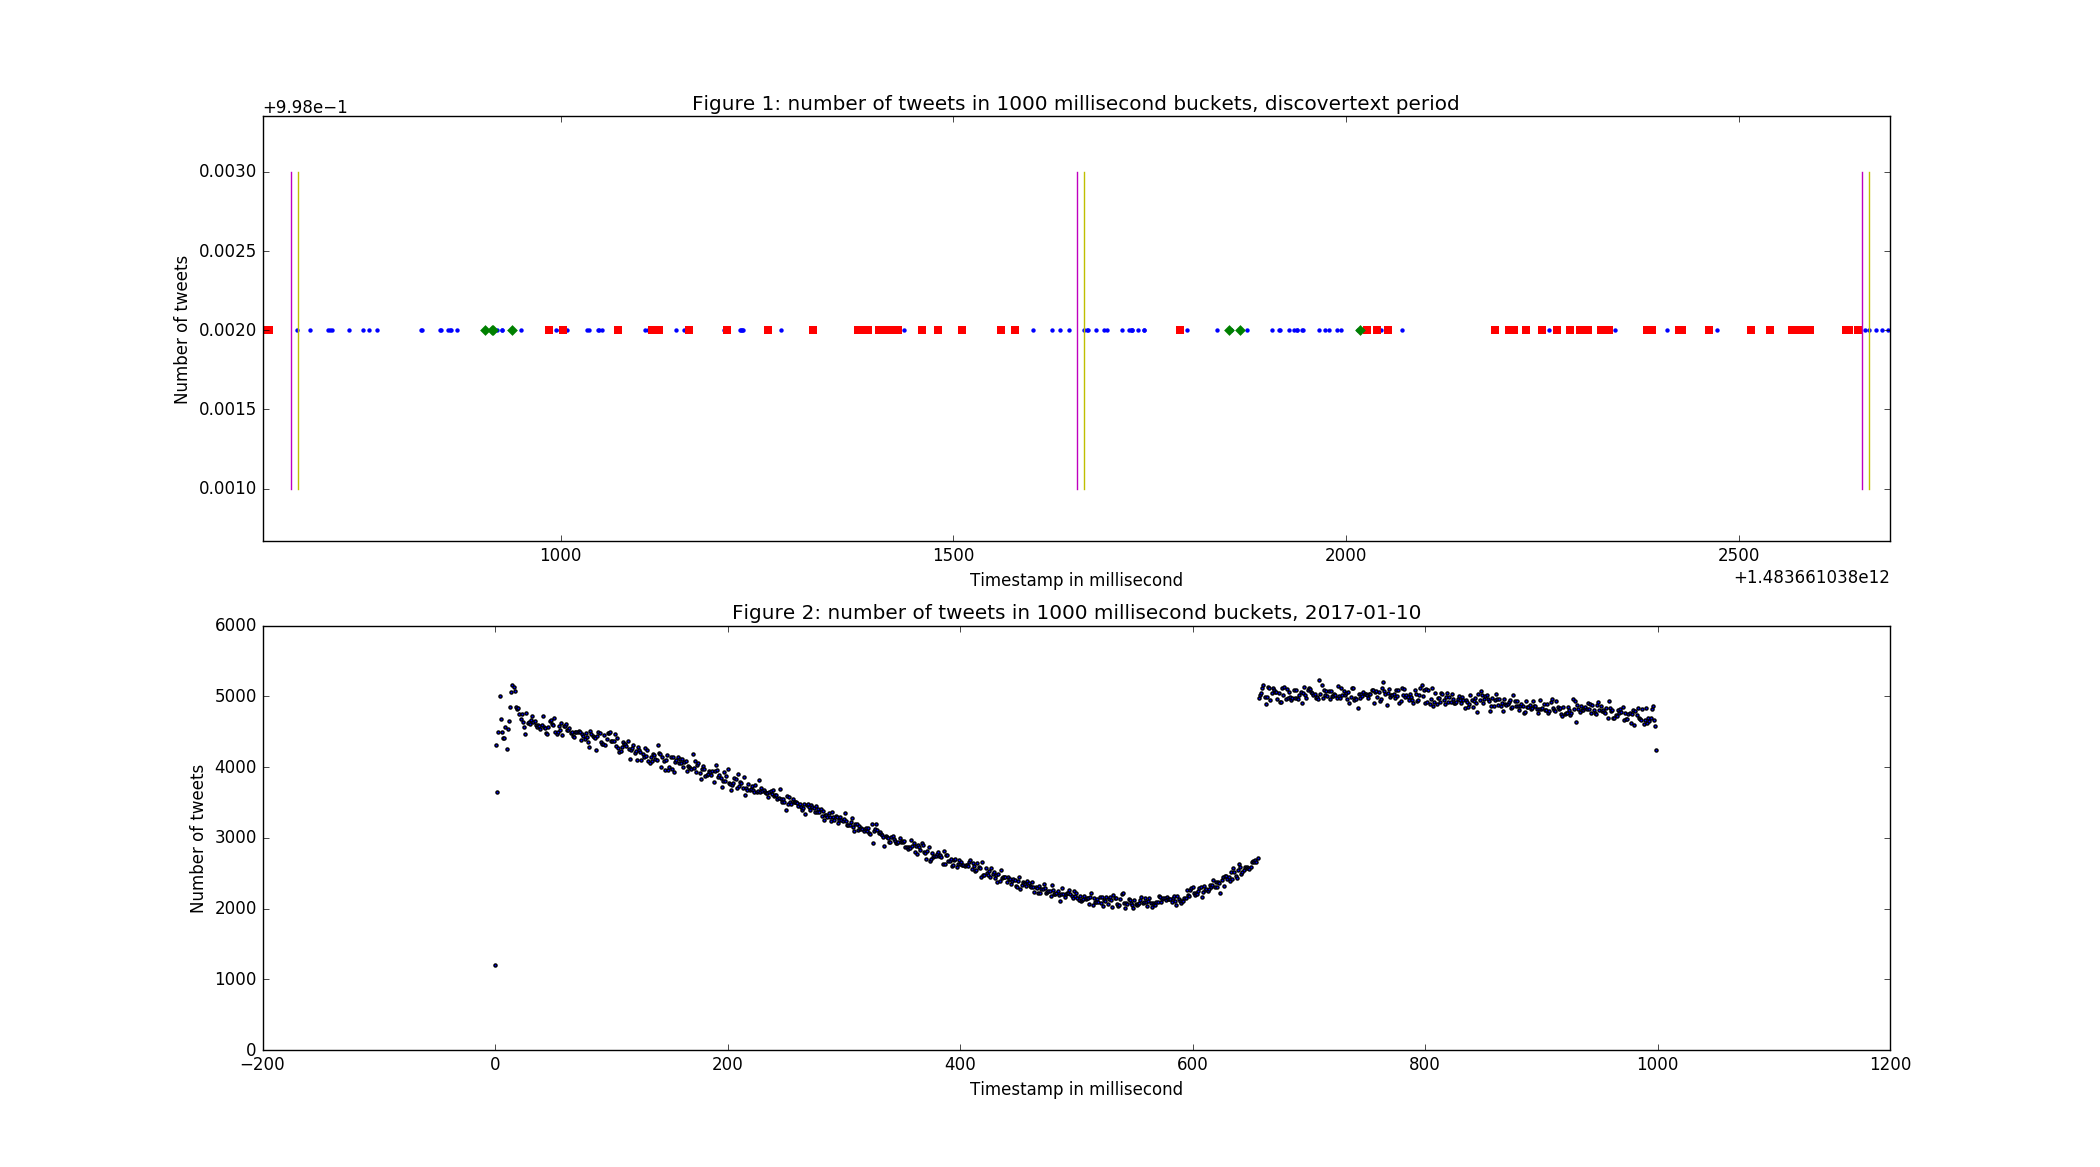 +9.98e−1
Figure 1: number of tweets in 1000 millisecond buckets, discovertext period
0.0030
0.0025
0.0020
0.0015
0.0010
Number of tweets
1000 1500 2000 2500
Timestamp in millisecond
+1.483661038e12
Figure 2: number of tweets in 1000 millisecond buckets, 2017-01-10
6000
5000
4000
3000
2000
1000
0
Number of tweets
−200 0 200 400 600 800 1000 1200
Timestamp in millisecond